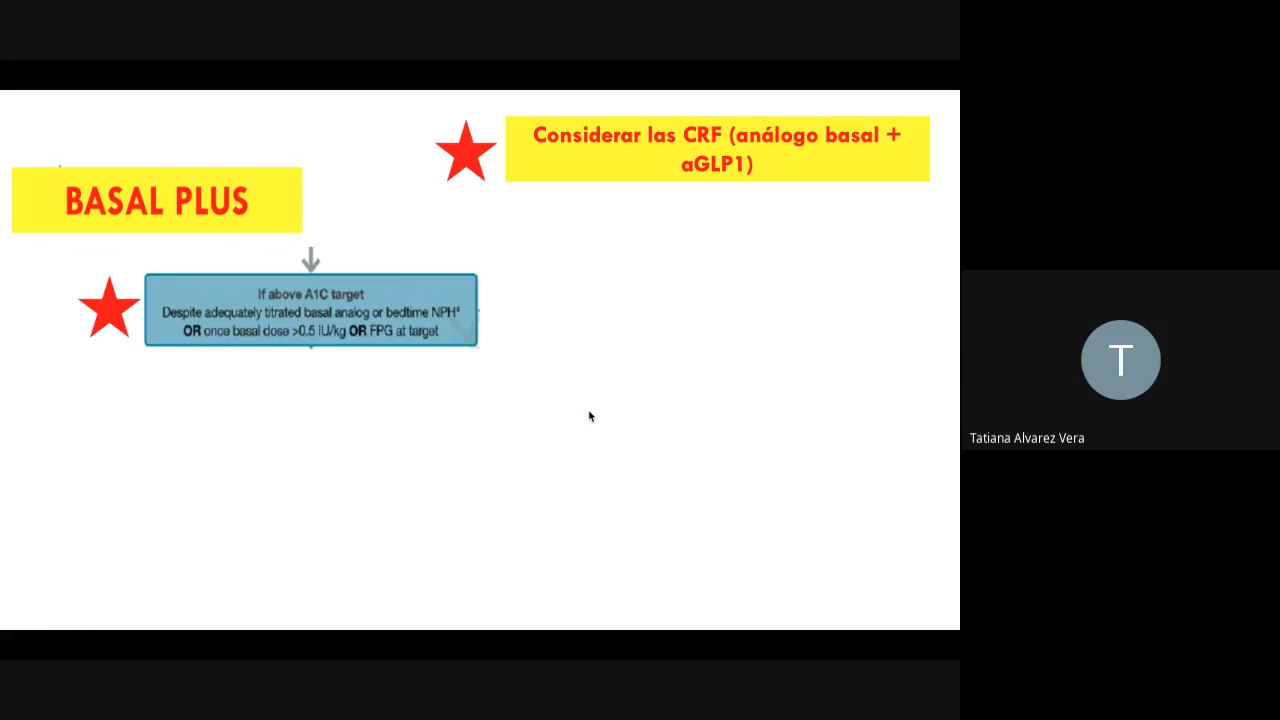 Considerar las CRF (análogo basal +
aGLP1)
BASAL PLUS
If above A1C target
Despite adequately titrated basal analog or bedtime NPH⁴
OR once basal dose >0.5 IU/kg OR FPG at target
T
Tatiana Alvarez Vera